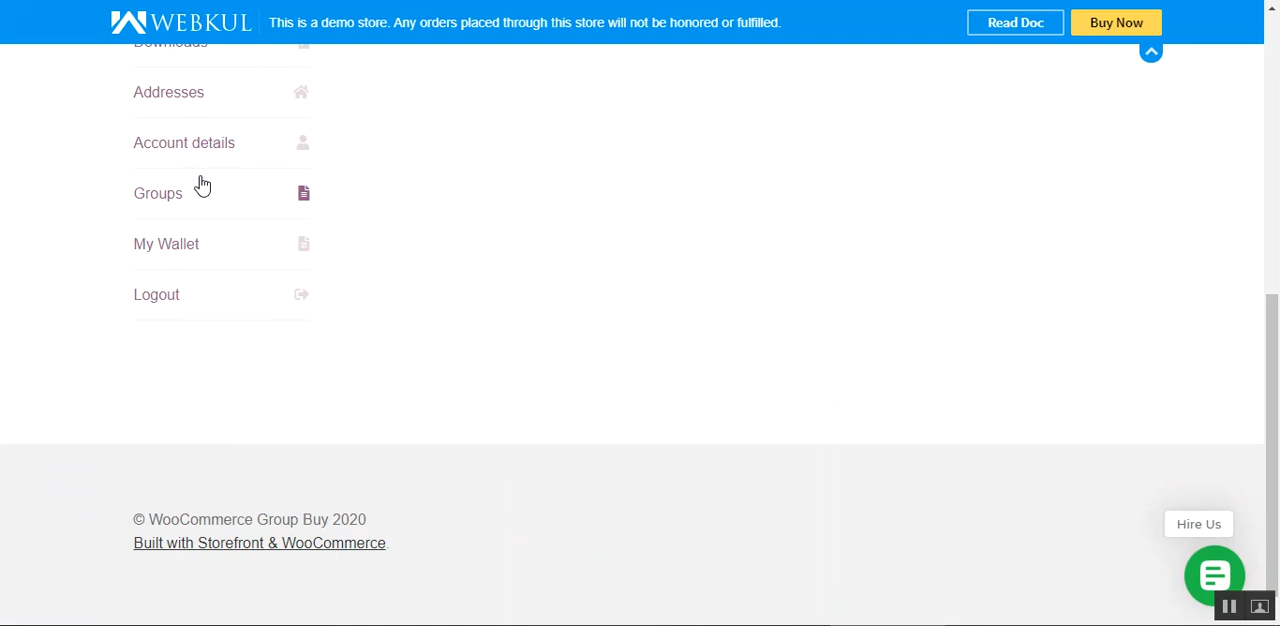 WEBKUL
This is a demo store. Any orders placed through this store will not be honored or fulfilled.
Read Doc
Buy Now
Downloads
Addresses
Account details
Groups
My Wallet
Logout
© WooCommerce Group Buy 2020
Built with Storefront & WooCommerce.
Hire Us